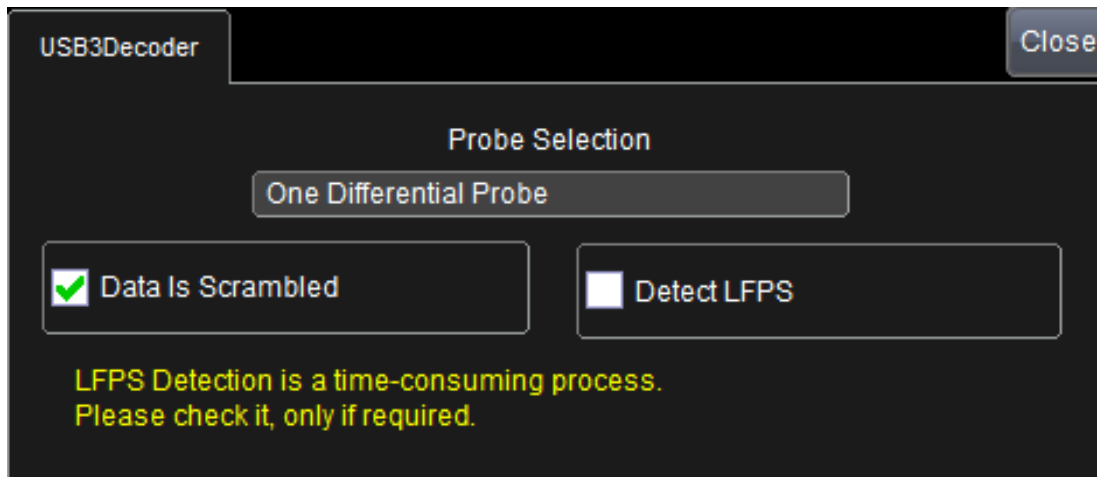 USB3Decoder
Close
Probe Selection
One Differential Probe
Data Is Scrambled
Detect LFPS
LFPS Detection is a time-consuming process.
Please check it, only if required.